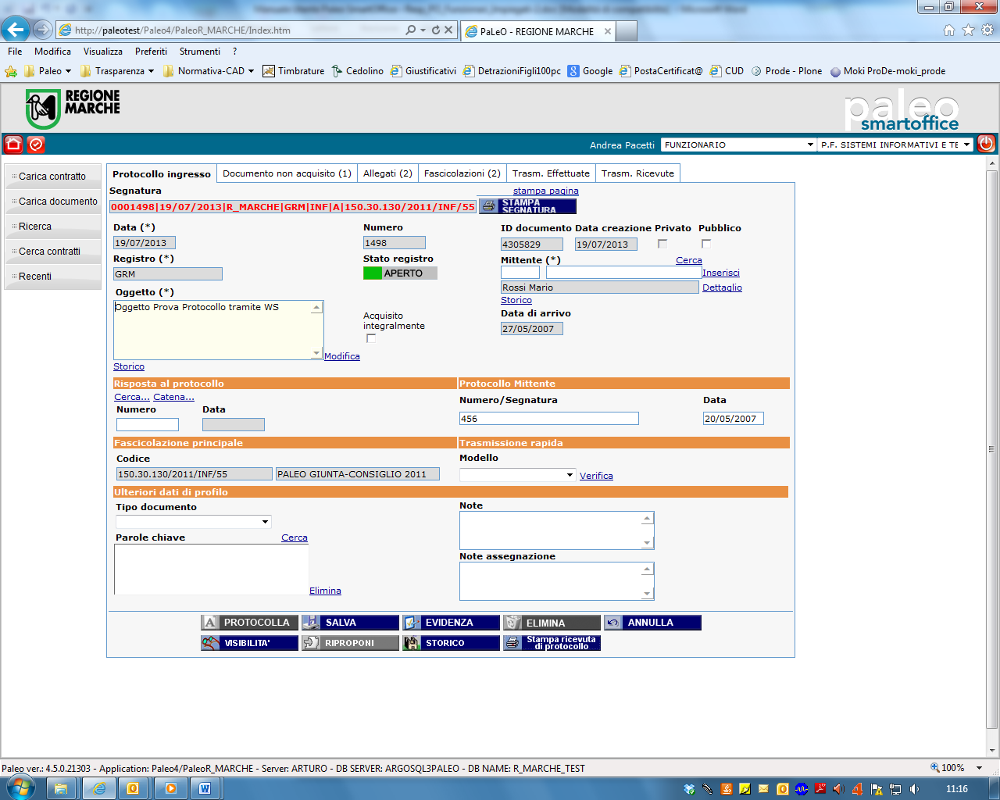 http://paleotest/Paleo4/PaleoR_MARCHE/Index.htm
PaLeO - REGIONE MARCHE
File Modifica Visualizza Preferiti Strumenti ?
Paleo Trasparenza Normativa-CAD Timbrature Cedolino Giustificativi DetrazioniFigli100pc Google PostaCertificat@ CUD Prode - Plone Moki ProDe-moki_prode
REGIONE MARCHE
paleo smartoffice
Andrea Pacetti FUNZIONARIO P.F. SISTEMI INFORMATIVI E TE
Carica contratto
Carica documento
Ricerca
Cerca contratti
Recenti
Protocollo ingresso Documento non acquisito (1) Allegati (2) Fascicolazioni (2) Trasm. Effettuate Trasm. Ricevute
Segnatura stampa pagina
0001498|19/07/2013|R_MARCHE|GRM|INF|A|150.30.130/2011/INF/55 STAMPA SEGNATURA
Data (*) Numero ID documento Data creazione Privato Pubblico
19/07/2013 1498 4305829 19/07/2013
Registro (*) Stato registro Mittente (*) Cerca
GRM APERTO Inserisci
Rossi Mario Dettaglio
Oggetto (*) Storico
Oggetto Prova Protocollo tramite WS
Acquisito integralmente
Data di arrivo
27/05/2007
Modifica
Storico
Risposta al protocollo Protocollo Mittente
Cerca... Catena...
Numero Data Numero/Segnatura Data
456 20/05/2007
Fascicolazione principale Trasmissione rapida
Codice Modello
150.30.130/2011/INF/55 PALEO GIUNTA-CONSIGLIO 2011 Verifica
Ulteriori dati di profilo
Tipo documento Note
Parole chiave Cerca
Note assegnazione
Elimina
PROTOCOLLA SALVA EVIDENZA ELIMINA ANNULLA
VISIBILITA' RIPROPONI STORICO Stampa ricevuta di protocollo
Paleo ver.: 4.5.0.21303 - Application: Paleo4/PaleoR_MARCHE - Server: ARTURO - DB SERVER: ARGOSQL3PALEO - DB NAME: R_MARCHE_TEST
100%
11:16